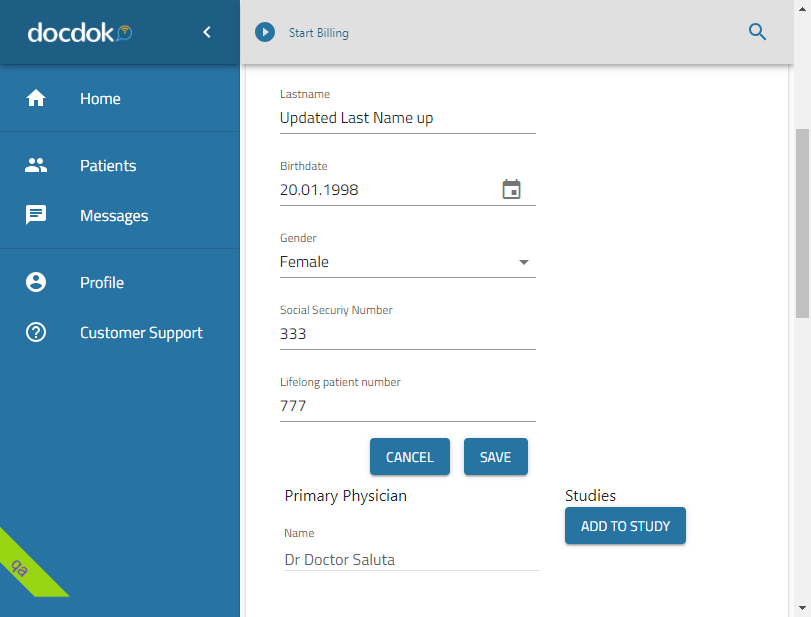 docdok
Start Billing
Home
Patients
Messages
Profile
Customer Support
qa
Lastname
Updated Last Name up
Birthdate
20.01.1998
Gender
Female
Social Securiy Number
333
Lifelong patient number
777
CANCEL
SAVE
Primary Physician
Studies
Name
ADD TO STUDY
Dr Doctor Saluta